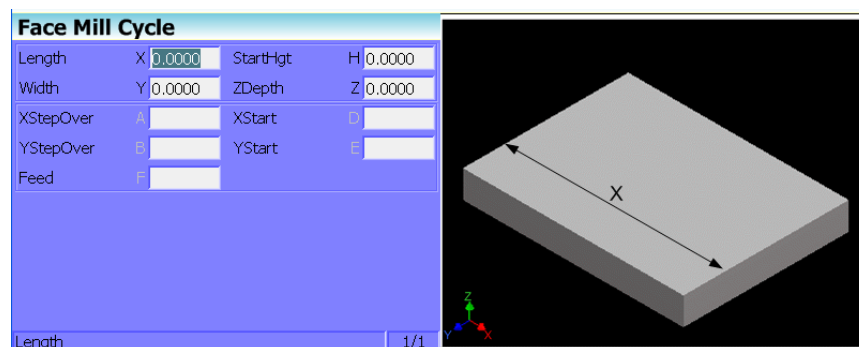 Face Mill Cycle
Length X 0.0000 StartHgt H 0.0000
Width Y 0.0000 ZDepth Z 0.0000
XStepOver A XStart D
YStepOver B YStart E
Feed F
X
Z
Y X
Length 1/1